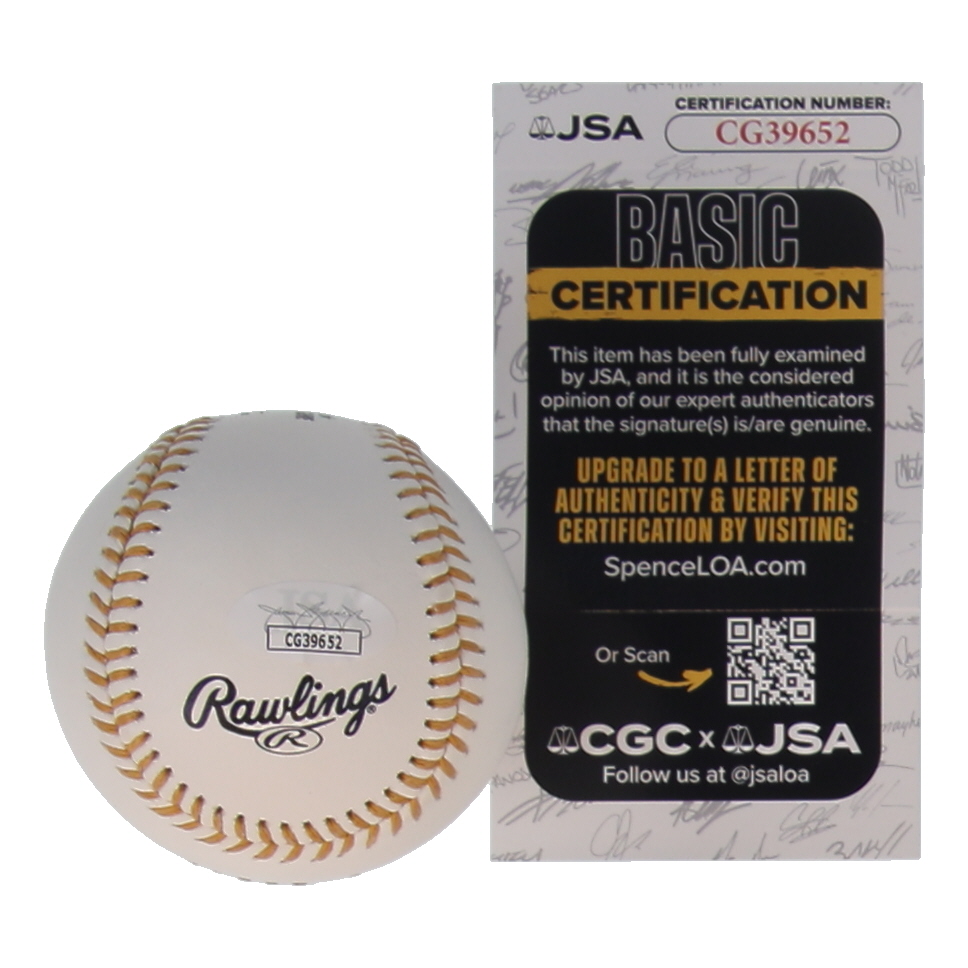 JSA
CERTIFICATION NUMBER:
CG39652
BASIC
CERTIFICATION
This item has been fully examined
by JSA, and it is the considered
opinion of our expert authenticators
that the signature(s) is/are genuine.
UPGRADE TO A LETTER OF
AUTHENTICITY & VERIFY THIS
CERTIFICATION BY VISITING:
SpenceLOA.com
Or Scan
CGC x JSA
Follow us at @jsaloa
JSA
CG39652
Rawlings®
R